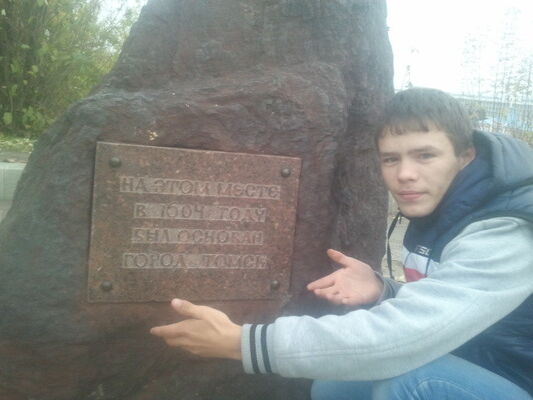 НА ЭТОМ МЕСТЕ
В 1604 ГОДУ
БЫЛ ОСНОВАН
ГОРОД ТОМСК